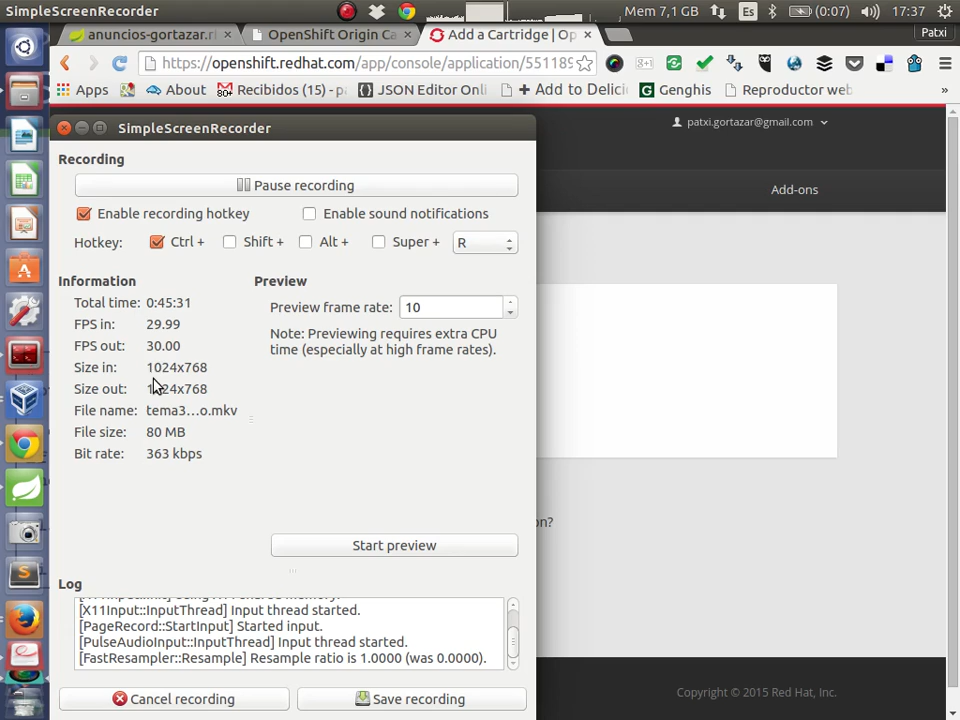 SimpleScreenRecorder
Mem 7,1 GB
Es
(0:07)
17:37
anuncios-gortazar.rl
OpenShift Origin Ca
Add a Cartridge | Op
Patxi
https://openshift.redhat.com/app/console/application/551189
Apps
About
80+
Recibidos (15) - p
JSON Editor Onli
+ Add to Delici
G
Genghis
Reproductor web
SimpleScreenRecorder
patxi.gortazar@gmail.com
Recording
Pause recording
Add-ons
Enable recording hotkey
Enable sound notifications
Hotkey:
Ctrl +
Shift +
Alt +
Super +
R
Information
Preview
Total time: 0:45:31
Preview frame rate: 10
FPS in: 29.99
Note: Previewing requires extra CPU
time (especially at high frame rates).
FPS out: 30.00
Size in: 1024x768
Size out: 1024x768
File name: tema3...o.mkv
File size: 80 MB
Bit rate: 363 kbps
on?
Start preview
Log
[X11Input::InputThread] Input thread started.
[PageRecord::StartInput] Started input.
[PulseAudioInput::InputThread] Input thread started.
[FastResampler::Resample] Resample ratio is 1.0000 (was 0.0000).
Cancel recording
Save recording
Copyright © 2015 Red Hat, Inc.